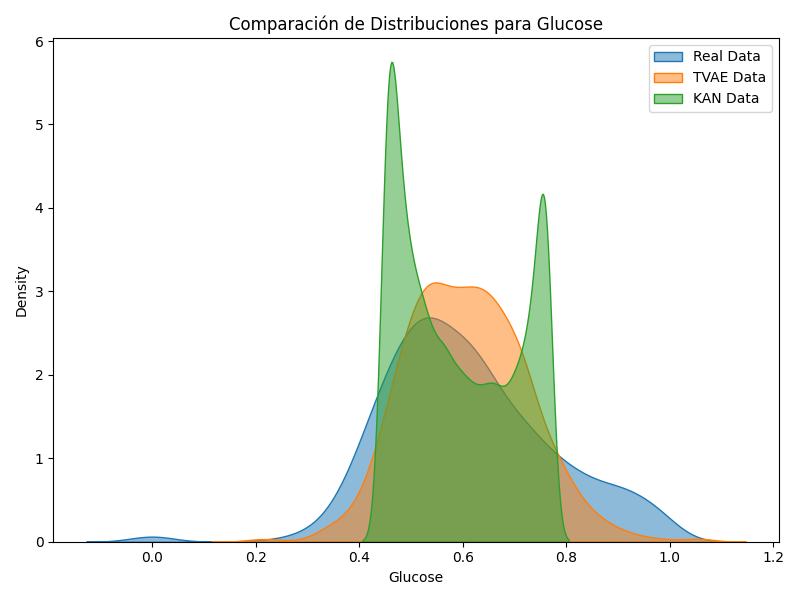 Comparación de Distribuciones para Glucose
Real Data
TVAE Data
KAN Data
6
5
4
3
2
1
0
Density
0.0 0.2 0.4 0.6 0.8 1.0 1.2
Glucose